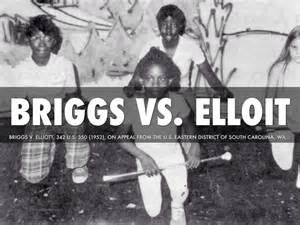 BRIGGS VS. ELLOIT
BRIGGS V. ELLIOTT, 342 U.S. 350 (1952), ON APPEAL FROM THE U.S. EASTERN DISTRICT OF SOUTH CAROLINA, WA...